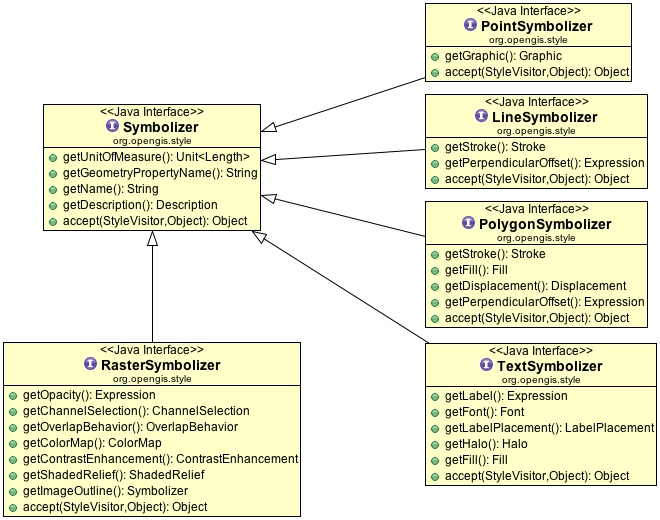 <<Java Interface>>
PointSymbolizer
org.opengis.style
getGraphic(): Graphic
accept(StyleVisitor,Object): Object
<<Java Interface>>
Symbolizer
org.opengis.style
getUnitOfMeasure(): Unit<Length>
getGeometryPropertyName(): String
getName(): String
getDescription(): Description
accept(StyleVisitor,Object): Object
<<Java Interface>>
LineSymbolizer
org.opengis.style
getStroke(): Stroke
getPerpendicularOffset(): Expression
accept(StyleVisitor,Object): Object
<<Java Interface>>
PolygonSymbolizer
org.opengis.style
getStroke(): Stroke
getFill(): Fill
getDisplacement(): Displacement
getPerpendicularOffset(): Expression
accept(StyleVisitor,Object): Object
<<Java Interface>>
RasterSymbolizer
org.opengis.style
getOpacity(): Expression
getChannelSelection(): ChannelSelection
getOverlapBehavior(): OverlapBehavior
getColorMap(): ColorMap
getContrastEnhancement(): ContrastEnhancement
getShadedRelief(): ShadedRelief
getImageOutline(): Symbolizer
accept(StyleVisitor,Object): Object
<<Java Interface>>
TextSymbolizer
org.opengis.style
getLabel(): Expression
getFont(): Font
getLabelPlacement(): LabelPlacement
getHalo(): Halo
getFill(): Fill
accept(StyleVisitor,Object): Object